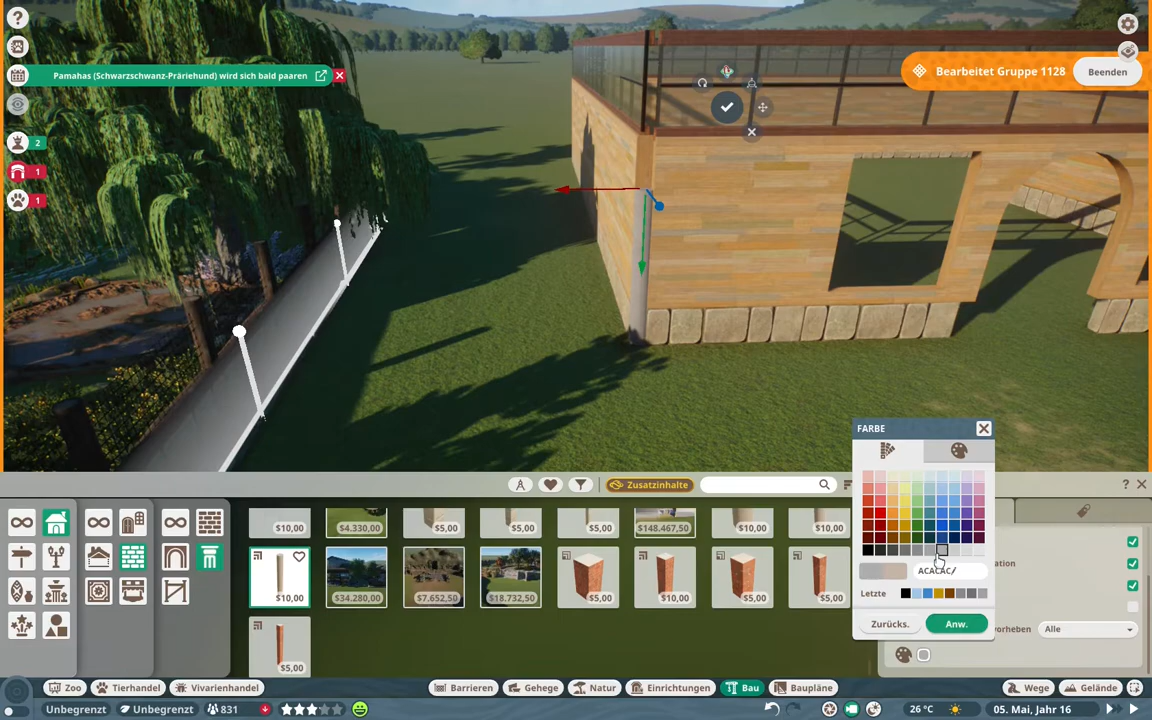 ?
Pamahas (Schwarzschwanz-Präriehund) wird sich bald paaren
2
1
1
Bearbeitet Gruppe 1128
Beenden
FARBE
ACACAC
Letzte
Zurücks.
Anw.
Zusatzinhalte
?
$10,00
$4.330,00
$5,00
$5,00
$5,00
$148.467,50
$10,00
$10,00
$10,00
$34.280,00
$7.652,50
$18.732,50
$5,00
$10,00
$5,00
$5,00
$5,00
ation
vorheben
Alle
Zoo
Tierhandel
Vivarienhandel
Barrieren
Gehege
Natur
Einrichtungen
Bau
Baupläne
Wege
Gelände
Unbegrenzt
Unbegrenzt
831
26 °C
05. Mai, Jahr 16